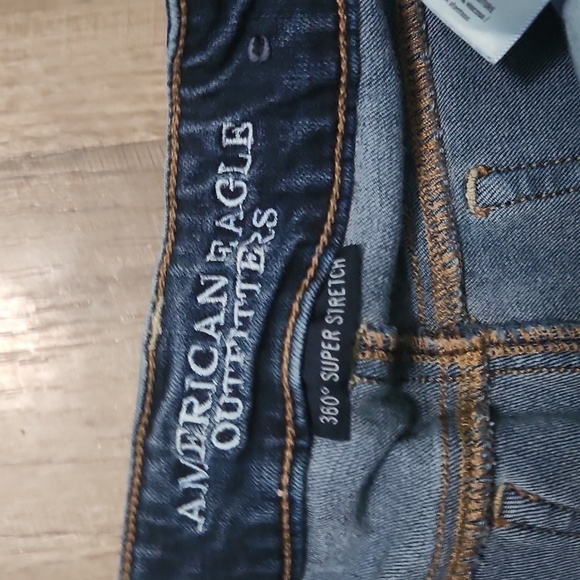 AMERICAN EAGLE
OUTFITTERS
360° SUPER STRETCH